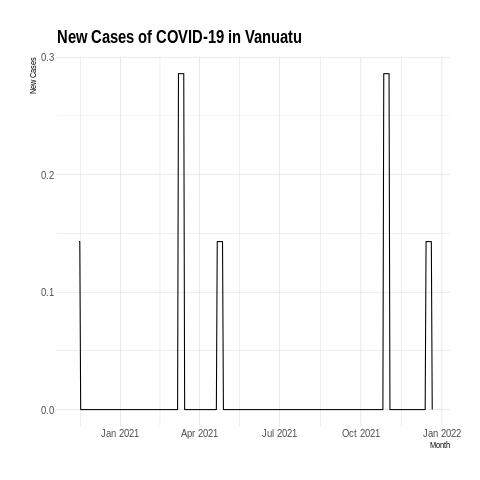 New Cases of COVID-19 in Vanuatu
New Cases
0.3
0.2
0.1
0.0
Jan 2021 Apr 2021 Jul 2021 Oct 2021 Jan 2022
Month